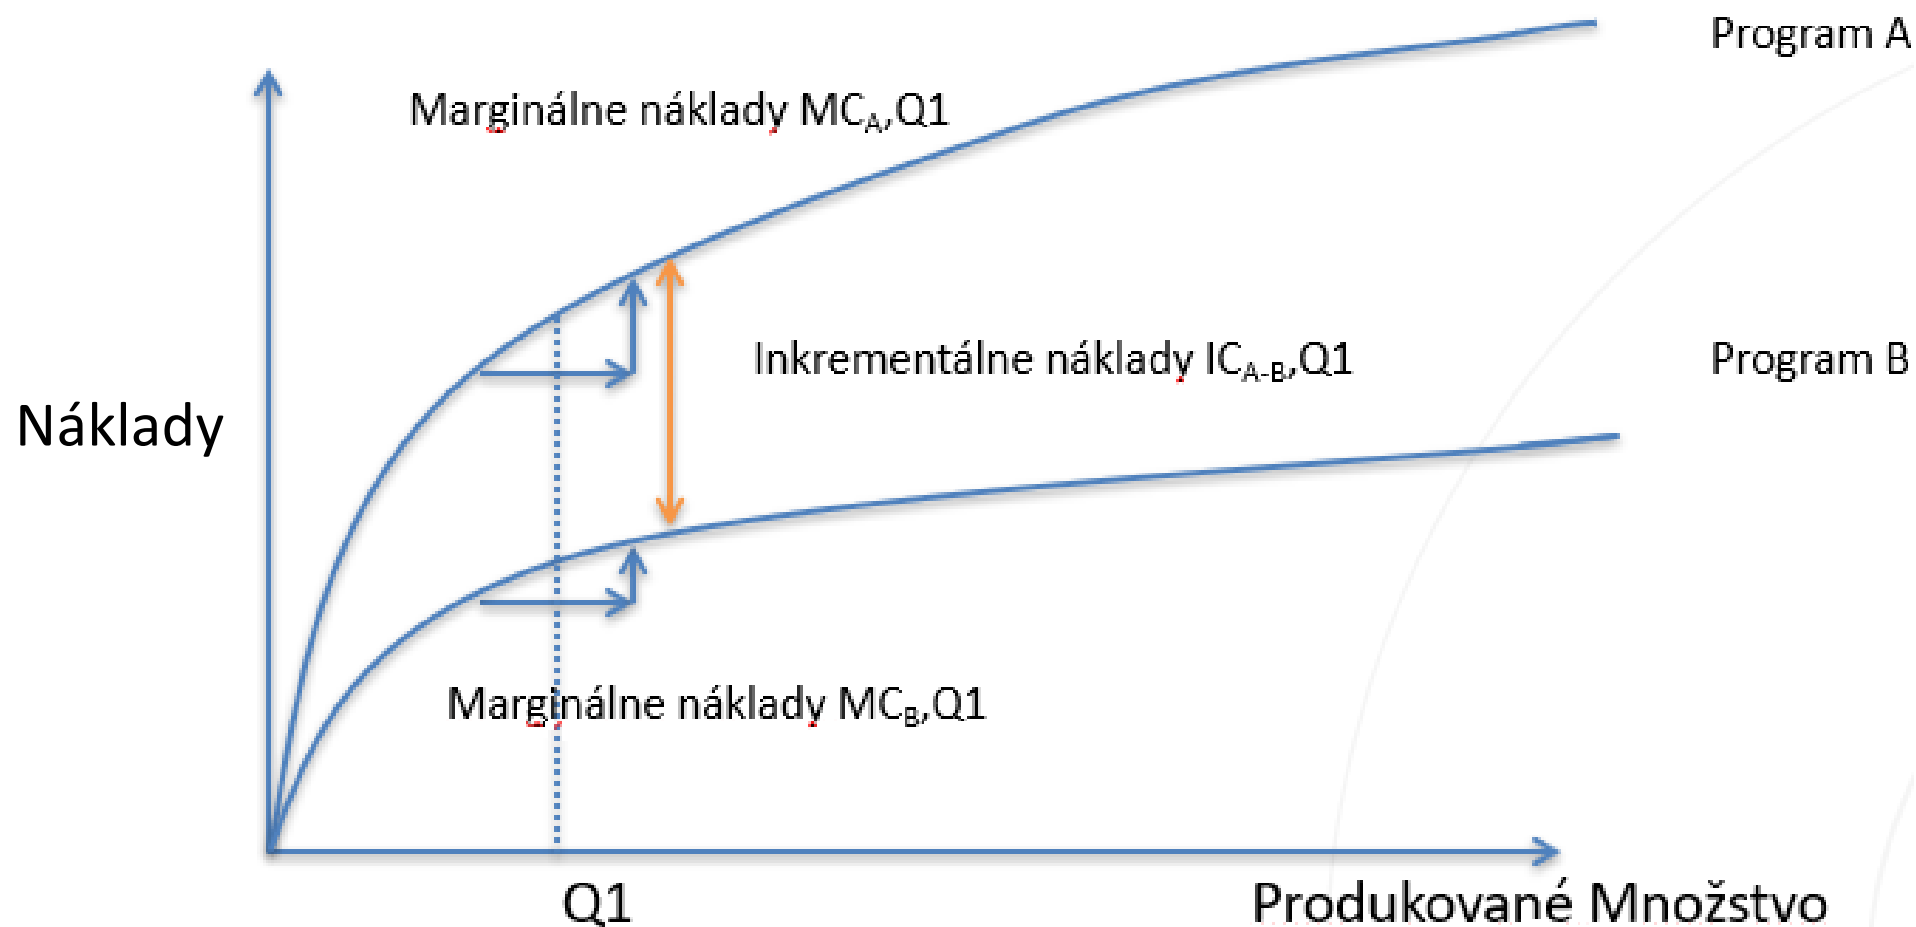 Program A
Marginálne náklady MCA,Q1
Inkrementálne náklady ICA-B,Q1
Program B
Náklady
Marginálne náklady MCB,Q1
Q1
Produkované Množstvo